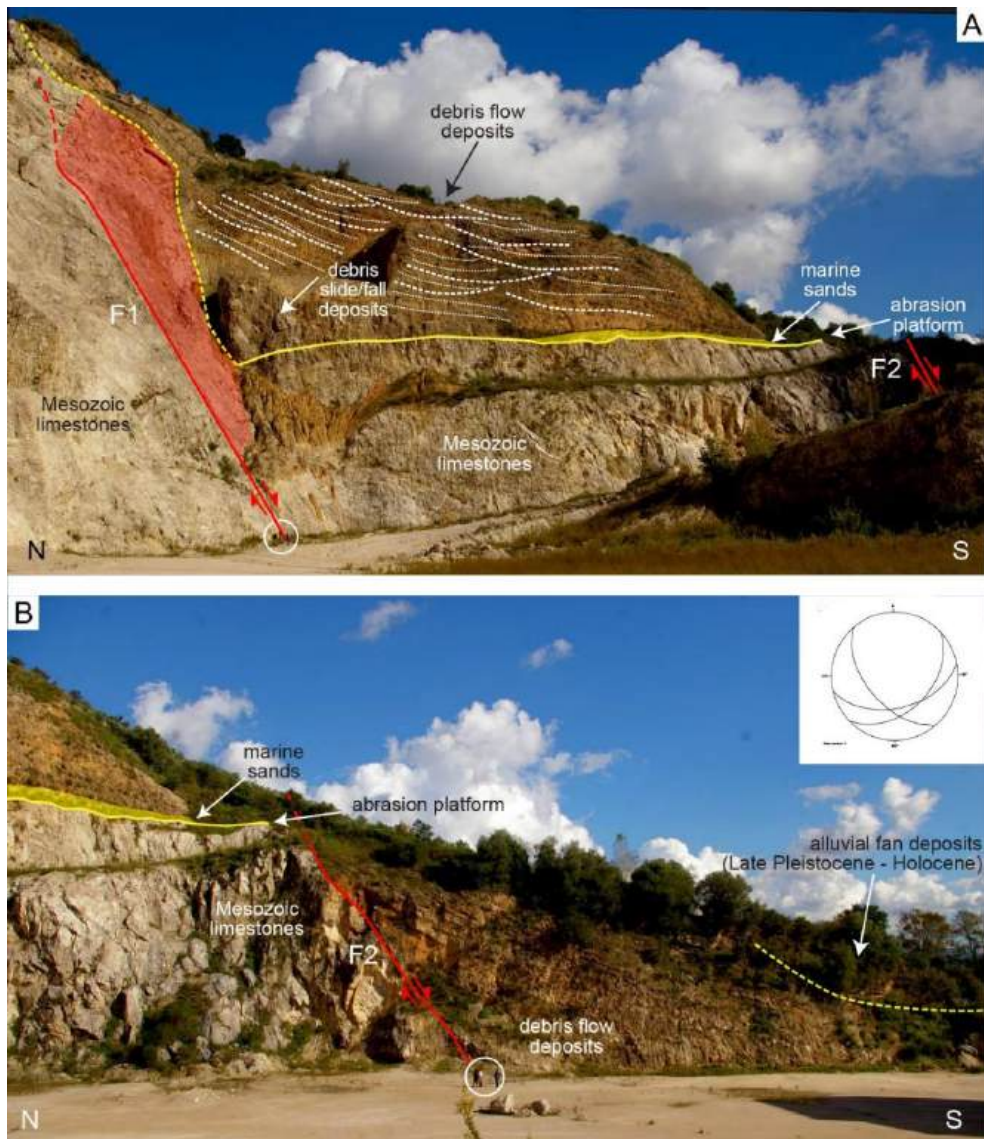 A
debris flow
deposits
debris
slide/fall
deposits
marine
sands
abrasion
platform
F1
F2
Mesozoic
limestones
Mesozoic
limestones
N
S
B
marine
sands
abrasion platform
alluvial fan deposits
(Late Pleistocene - Holocene)
Mesozoic
limestones
F2
debris flow
deposits
N
S